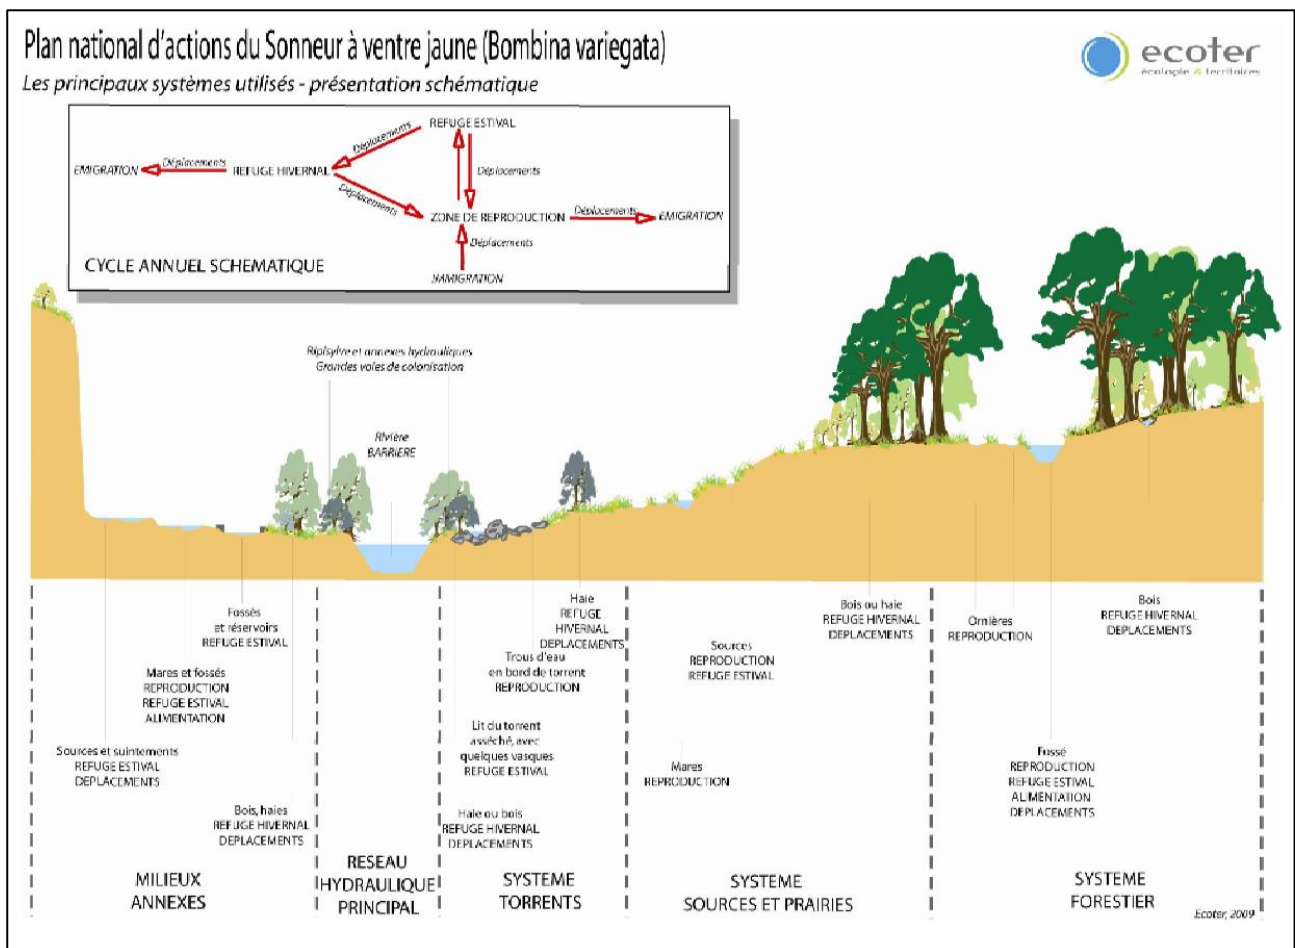 Plan national d'actions du Sonneur à ventre jaune (Bombina variegata)
Les principaux systèmes utilisés - présentation schématique
ecoter
écologie & territoires
REFUGE ESTIVAL
Déplacements
EMIGRATION
Déplacements
REFUGE HIVERNAL
Déplacements
Déplacements
ZONE DE REPRODUCTION
Déplacements
EMIGRATION
Déplacements
IMMIGRATION
CYCLE ANNUEL SCHEMATIQUE
Ripisylve et annexes hydrauliques
Grandes voies de colonisation
Rivière
BARRIERE
Fossés
et réservoirs
REFUGE ESTIVAL
Mares et fossés
REPRODUCTION
REFUGE ESTIVAL
ALIMENTATION
Sources et suintements
REFUGE ESTIVAL
DEPLACEMENTS
Bois, haies
REFUGE HIVERNAL
DEPLACEMENTS
MILIEUX
ANNEXES
RESEAU
HYDRAULIQUE
PRINCIPAL
Haie
REFUGE
HIVERNAL
DEPLACEMENTS
Trous d'eau
en bord de torrent
REPRODUCTION
Lit du torrent
asséché, avec
quelques vasques
REFUGE ESTIVAL
Haie ou bois
REFUGE HIVERNAL
DEPLACEMENTS
SYSTEME
TORRENTS
Sources
REPRODUCTION
REFUGE ESTIVAL
Mares
REPRODUCTION
Bois ou haie
REFUGE HIVERNAL
DEPLACEMENTS
SYSTEME
SOURCES ET PRAIRIES
Ornières
REPRODUCTION
Bois
REFUGE HIVERNAL
DEPLACEMENTS
Fossé
REPRODUCTION
REFUGE ESTIVAL
ALIMENTATION
DEPLACEMENTS
SYSTEME
FORESTIER
Ecoter, 2009